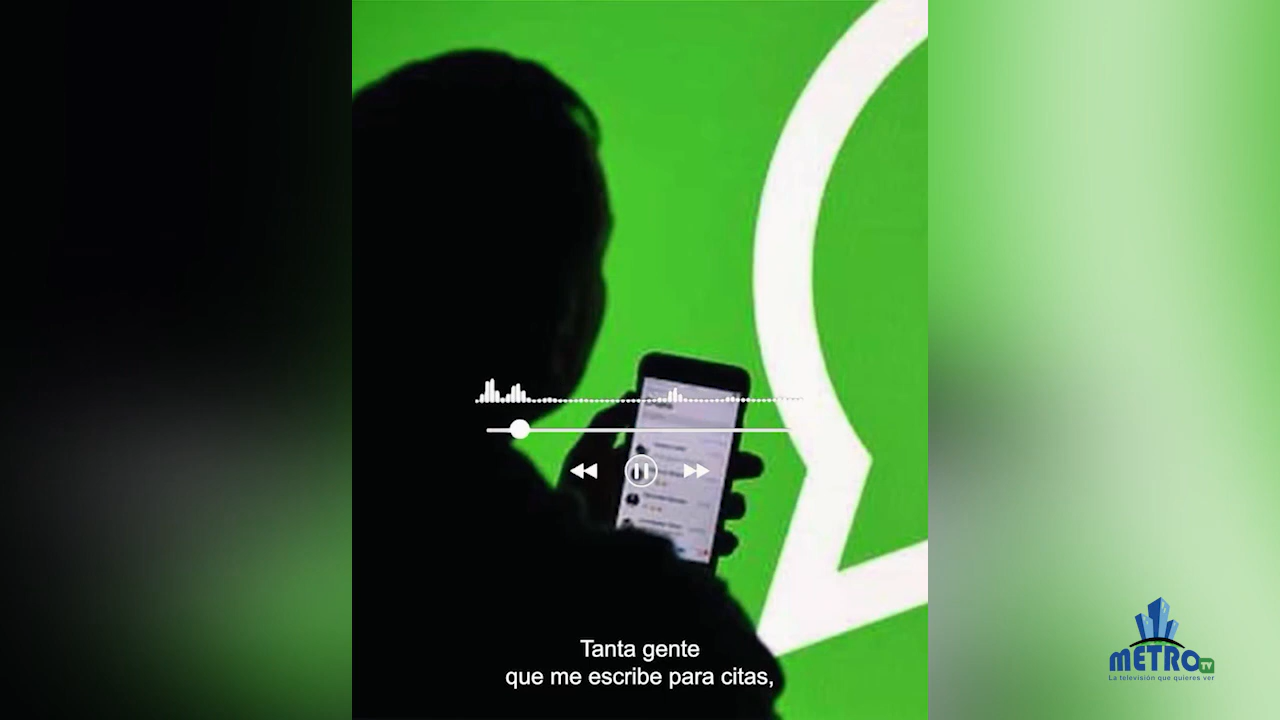 Tanta gente
que me escribe para citas,
METRO TV
La televisión que quieres ver